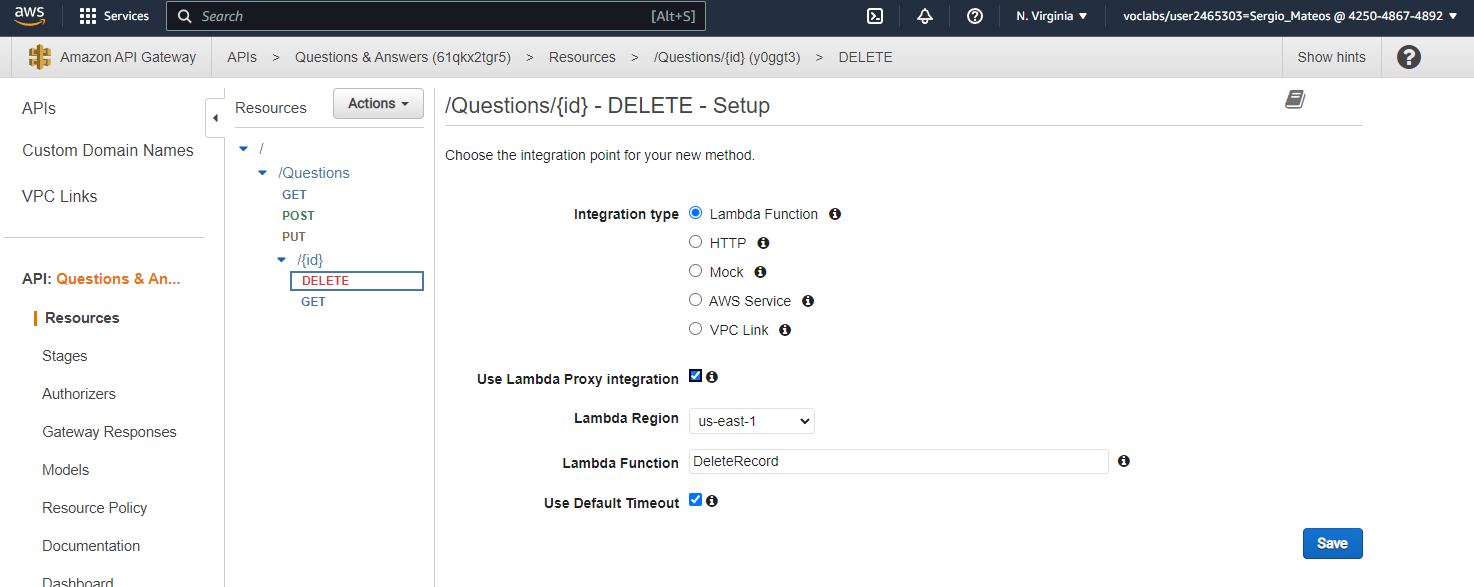 aws Services Search [Alt+S] N. Virginia voclabs/user2465303=Sergio_Mateos @ 4250-4867-4892
Amazon API Gateway APIs > Questions & Answers (61qkx2tgr5) > Resources > /Questions/{id} (y0ggt3) > DELETE Show hints
APIs
Custom Domain Names
VPC Links
API: Questions & An...
Resources
Stages
Authorizers
Gateway Responses
Models
Resource Policy
Documentation
Dashboard
Resources Actions
/
/Questions
GET
POST
PUT
/{id}
DELETE
GET
/Questions/{id} - DELETE - Setup
Choose the integration point for your new method.
Integration type Lambda Function
HTTP
Mock
AWS Service
VPC Link
Use Lambda Proxy integration
Lambda Region us-east-1
Lambda Function DeleteRecord
Use Default Timeout
Save